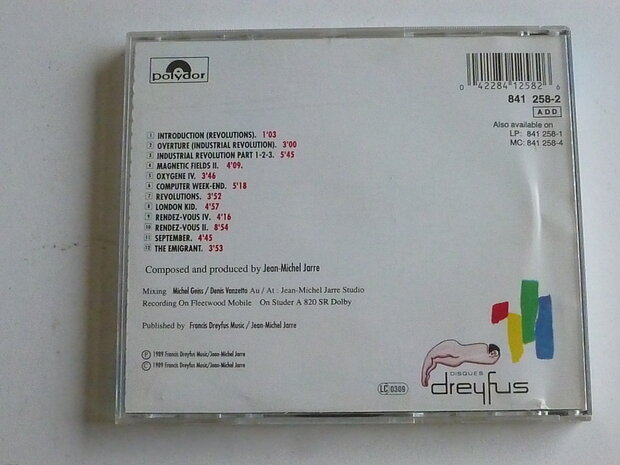 polydor
0 42284 12582 6
841 258-2
ADD
Also available on
LP: 841 258-1
MC: 841 258-4
1 INTRODUCTION (REVOLUTIONS). 1'03
2 OVERTURE (INDUSTRIAL REVOLUTION). 3'00
3 INDUSTRIAL REVOLUTION PART 1-2-3. 5'45
4 MAGNETIC FIELDS II. 4'09.
5 OXYGENE IV. 3'46
6 COMPUTER WEEK-END. 5'18
7 REVOLUTIONS. 3'52
8 LONDON KID. 4'57
9 RENDEZ-VOUS IV. 4'16
10 RENDEZ-VOUS II. 8'54
11 SEPTEMBER. 4'45
12 THE EMIGRANT. 3'53
Composed and produced by Jean-Michel Jarre
Mixing Michel Geiss / Denis Vanzetto Au / At : Jean-Michel Jarre Studio
Recording On Fleetwood Mobile On Studer A 820 SR Dolby
Published by Francis Dreyfus Music / Jean-Michel Jarre
Ⓟ 1989 Francis Dreyfus Music/Jean-Michel Jarre
© 1989 Francis Dreyfus Music/Jean-Michel Jarre
LC 0309
DISQUES
dreyfus